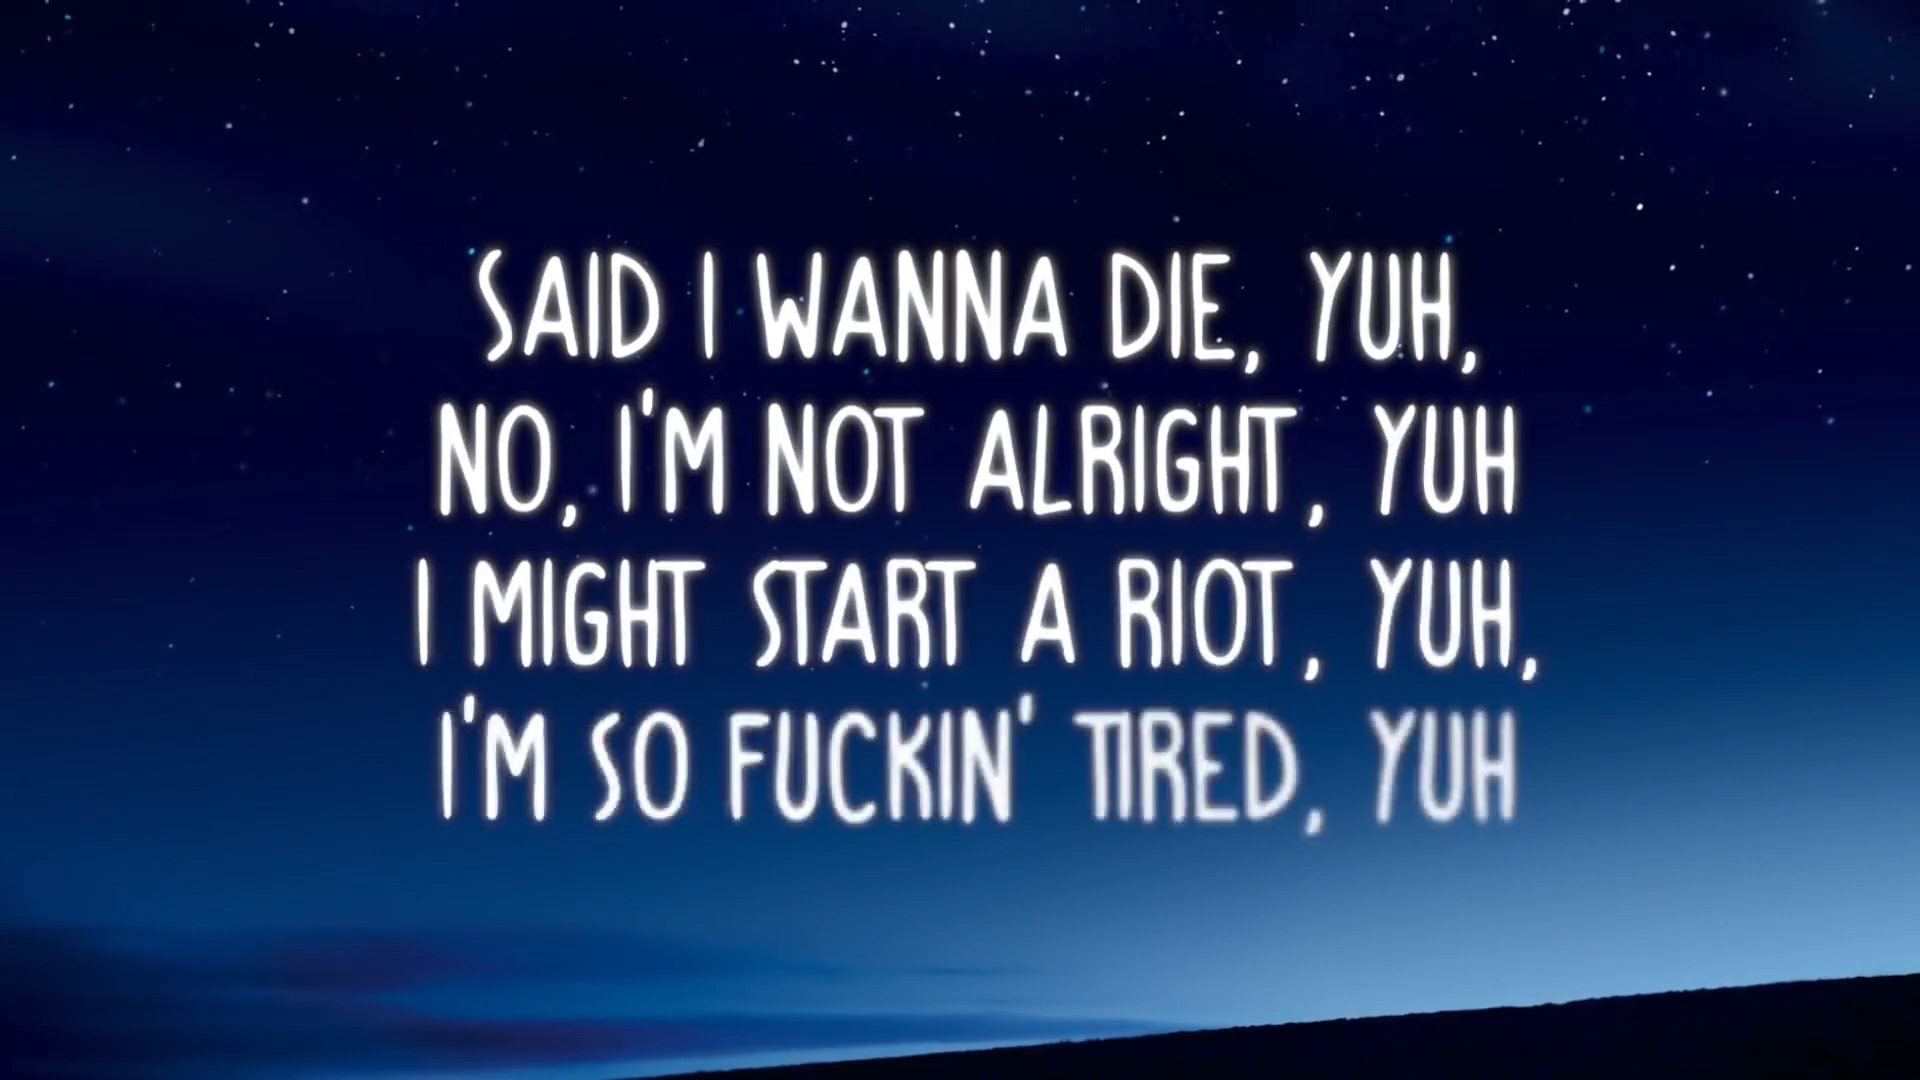 SAID I WANNA DIE, YUH,
NO, I'M NOT ALRIGHT, YUH
I MIGHT START A RIOT, YUH,
I'M SO FUCKIN' TIRED, YUH